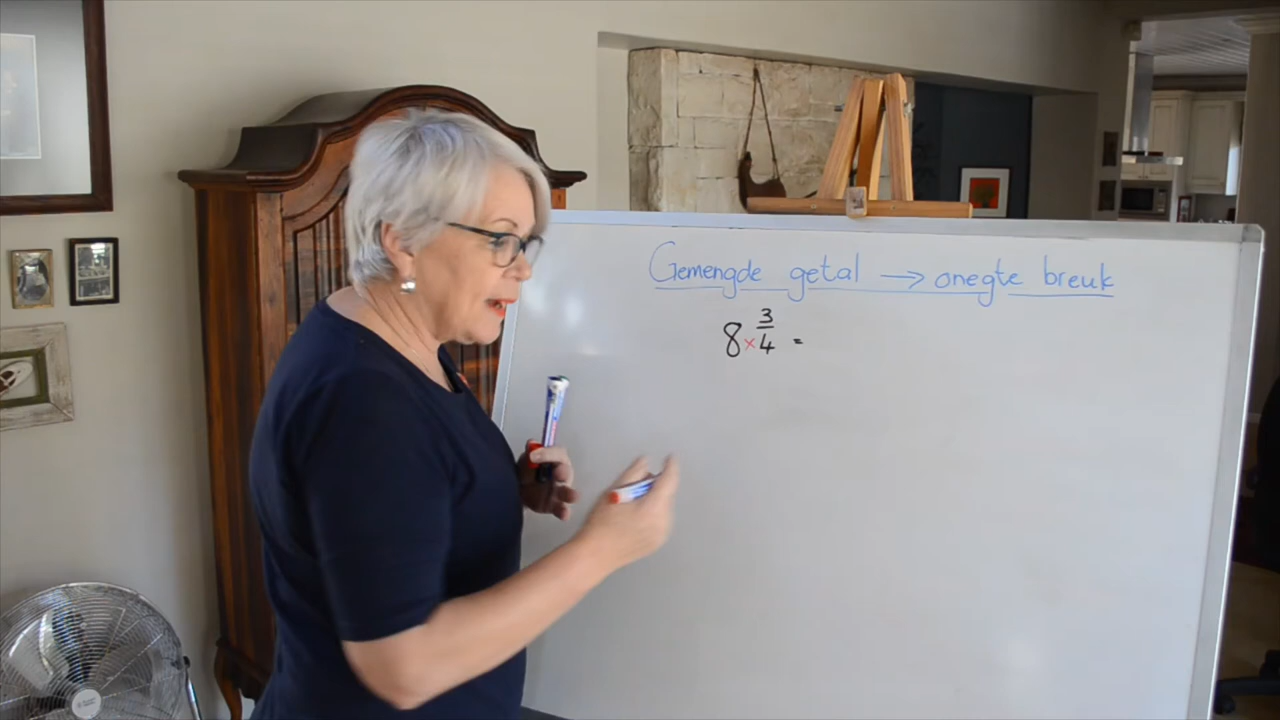 Gemengde getal → onegte breuk
8 × 3/4 =